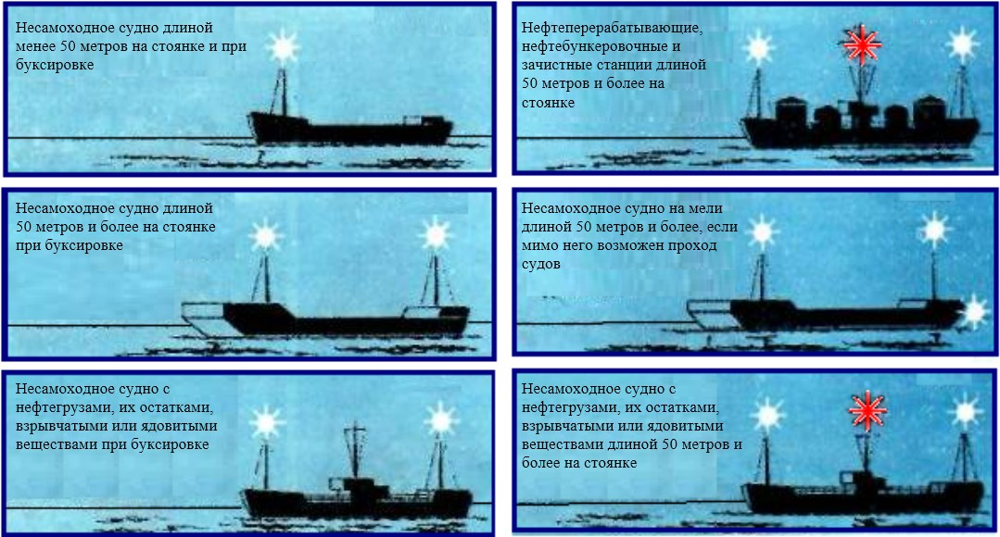 Несамоходное судно длиной
менее 50 метров на стоянке и при
буксировке
Нефтеперерабатывающие,
нефтебункеровочные и
зачистные станции длиной
50 метров и более на
стоянке
Несамоходное судно длиной
50 метров и более на стоянке
при буксировке
Несамоходное судно на мели
длиной 50 метров и более, если
мимо него возможен проход
судов
Несамоходное судно с
нефтегрузами, их остатками,
взрывчатыми или ядовитыми
веществами при буксировке
Несамоходное судно с
нефтегрузами, их остатками,
взрывчатыми или ядовитыми
веществами длиной 50 метров и
более на стоянке